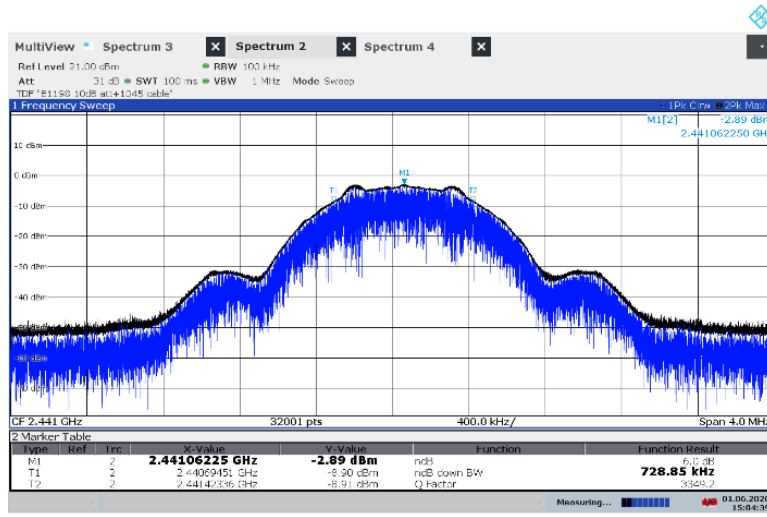 MultiView Spectrum 3 X Spectrum 2 X Spectrum 4 X
Ref Level 21.00 dBm RBW 100 kHz
Att 31 dB SWT 100 ms VBW 1 MHz Mode Sweep
TDF "E1198 10dB att+1045 cable"
1 Frequency Sweep 1Pk Clrw 2Pk Max
M1[2] -2.89 dBm
2.441062250 GH
10 dBm
0 dBm
M1
T1 T2
-10 dBm
-20 dBm
-30 dBm
-40 dBm
-60 dBm
CF 2.441 GHz 32001 pts 400.0 kHz/ Span 4.0 MHz
2 Marker Table
Type Ref Trc X-Value Y-Value Function Function Result
M1 2 2.44106225 GHz -2.89 dBm ndB 6.0 dB
T1 2 2.44069451 GHz -8.90 dBm ndB down BW 728.85 kHz
T2 2 2.44142336 GHz -8.91 dBm Q Factor 3349.2
Measuring... 01.06.2020
15:04:39